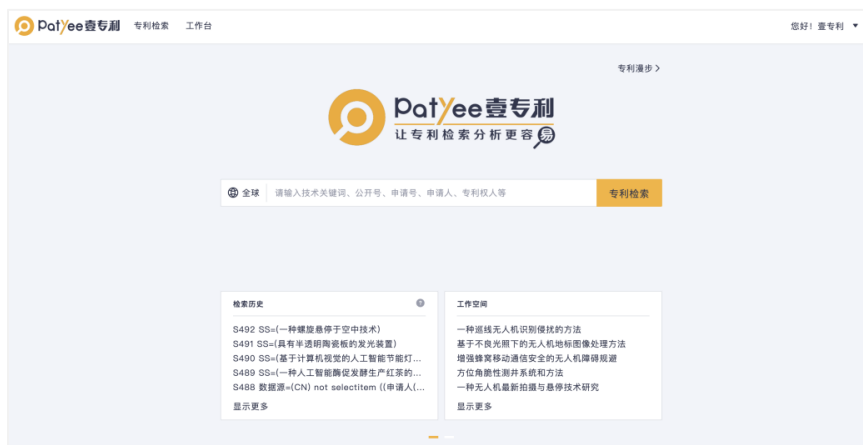 Patyee壹专利 专利检索 工作台 您好！壹专利
专利漫步
Patyee壹专利
让专利检索分析更容易
全球 请输入技术关键词、公开号、申请号、申请人、专利权人等 专利检索
检索历史
S492 SS=(一种螺旋悬停于空中技术)
S491 SS=(具有半透明陶瓷板的发光装置)
S490 SS=(基于计算机视觉的人工智能节能灯...
S489 SS=(一种人工智能酶促发酵生产红茶的...
S488 数据源=(CN) not selectitem ((申请人(...
显示更多
工作空间
一种巡线无人机识别侵扰的方法
基于不良光照下的无人机地标图像处理方法
增强蜂窝移动通信安全的无人机障碍规避
方位角脆性测井系统和方法
一种无人机最新拍摄与悬停技术研究
显示更多